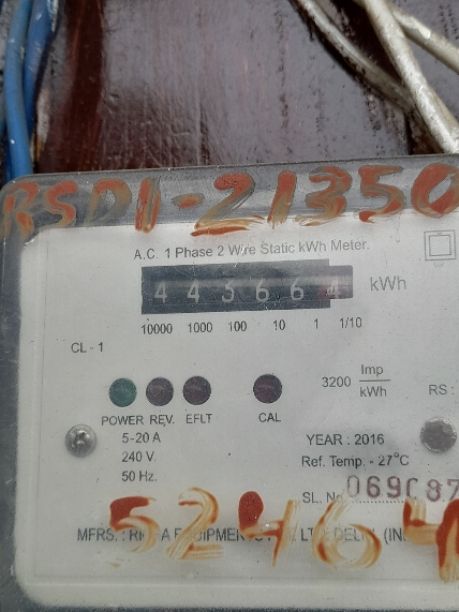 RSD1-21350
A.C. 1 Phase 2 Wire Static kWh Meter.
4 4 3 6 6 4 kWh
10000 1000 100 10 1 1/10
CL - 1
3200 Imp/kWh
RS :
POWER REV. EFLT CAL
5-20 A
240 V.
50 Hz.
YEAR : 2016
Ref. Temp. - 27°C
SL. No. 069087
52464
MFRS. :